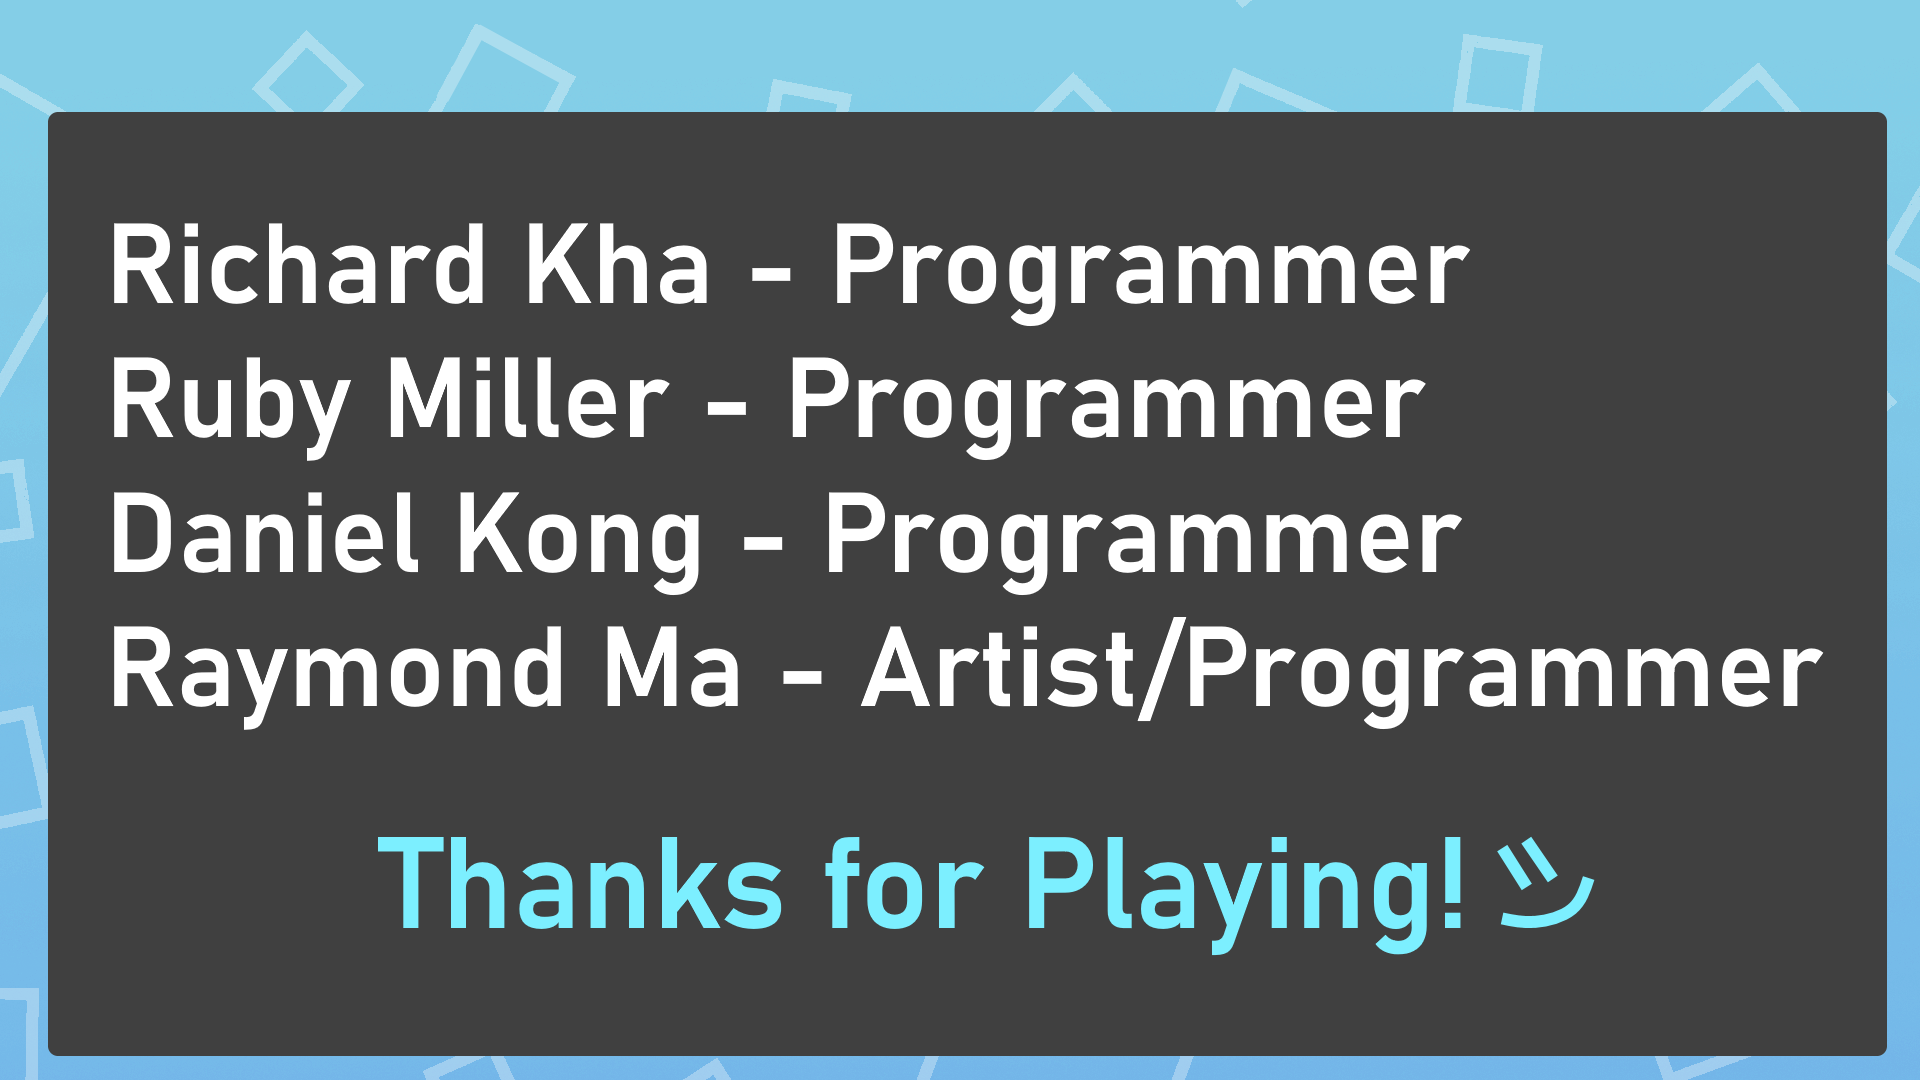 Richard Kha - Programmer
Ruby Miller - Programmer
Daniel Kong - Programmer
Raymond Ma - Artist/Programmer
Thanks for Playing!ツ